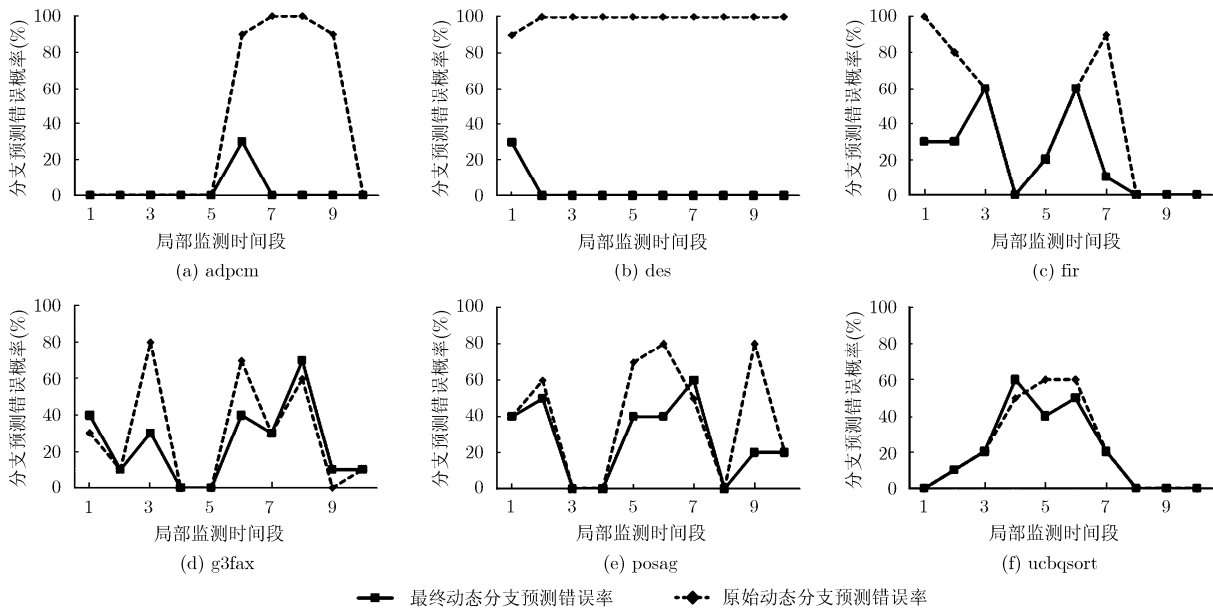 分支预测错误概率(%)
100
80
60
40
20
0
1 3 5 7 9
局部监测时间段
(a) adpcm
分支预测错误概率(%)
100
80
60
40
20
0
1 3 5 7 9
局部监测时间段
(b) des
分支预测错误概率(%)
100
80
60
40
20
0
1 3 5 7 9
局部监测时间段
(c) fir
分支预测错误概率(%)
100
80
60
40
20
0
1 3 5 7 9
局部监测时间段
(d) g3fax
分支预测错误概率(%)
100
80
60
40
20
0
1 3 5 7 9
局部监测时间段
(e) posag
分支预测错误概率(%)
100
80
60
40
20
0
1 3 5 7 9
局部监测时间段
(f) ucbqsort
最终动态分支预测错误率 原始动态分支预测错误率